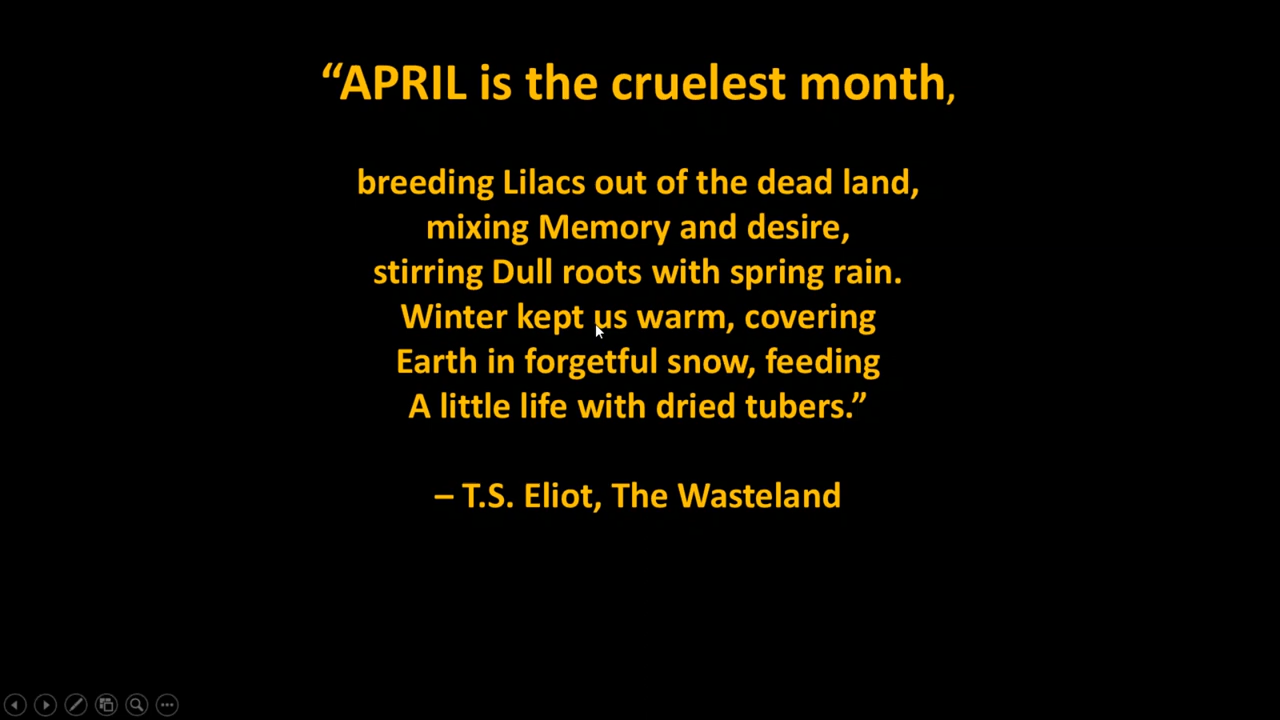 “APRIL is the cruelest month,
breeding Lilacs out of the dead land,
mixing Memory and desire,
stirring Dull roots with spring rain.
Winter kept us warm, covering
Earth in forgetful snow, feeding
A little life with dried tubers.”
– T.S. Eliot, The Wasteland